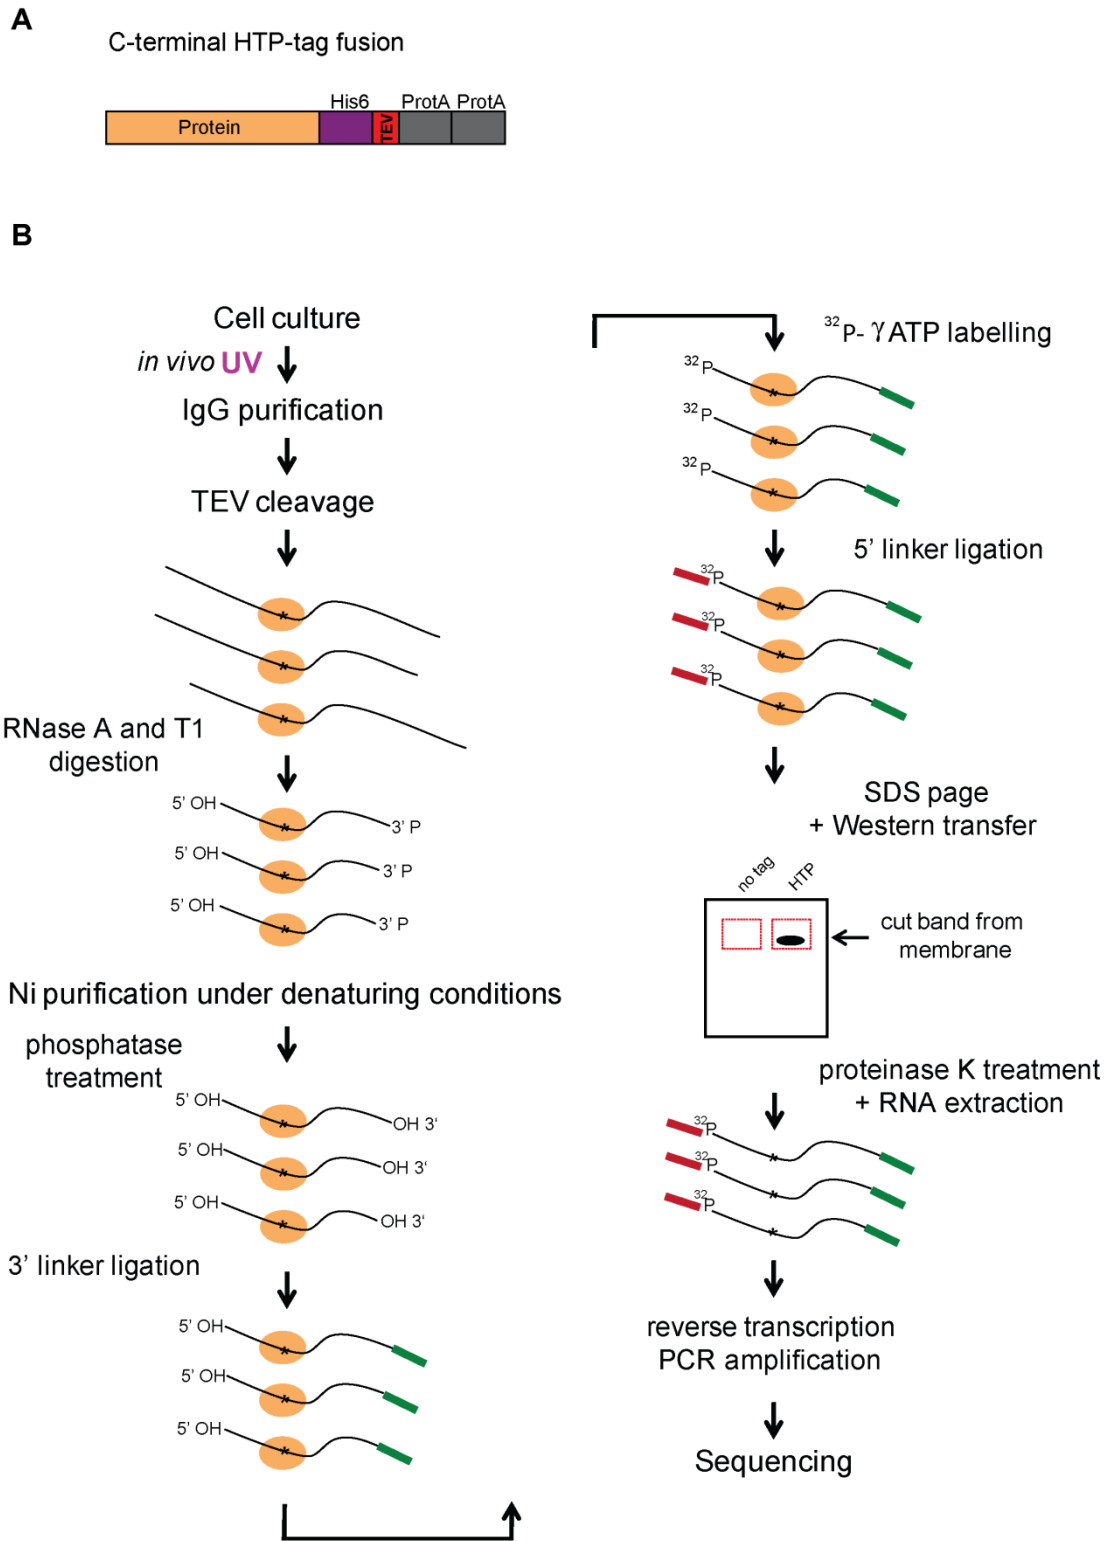 A
C-terminal HTP-tag fusion
His6 ProtA ProtA
Protein
TEV
B
Cell culture
in vivo UV
IgG purification
TEV cleavage
RNase A and T1
digestion
5' OH
3' P
5' OH
3' P
5' OH
3' P
Ni purification under denaturing conditions
phosphatase
treatment
5' OH
OH 3'
5' OH
OH 3'
5' OH
OH 3'
3' linker ligation
5' OH
5' OH
5' OH
³²P- γATP labelling
³²P
³²P
³²P
5' linker ligation
³²P
³²P
³²P
SDS page
+ Western transfer
no tag
HTP
cut band from
membrane
proteinase K treatment
+ RNA extraction
³²P
³²P
³²P
reverse transcription
PCR amplification
Sequencing